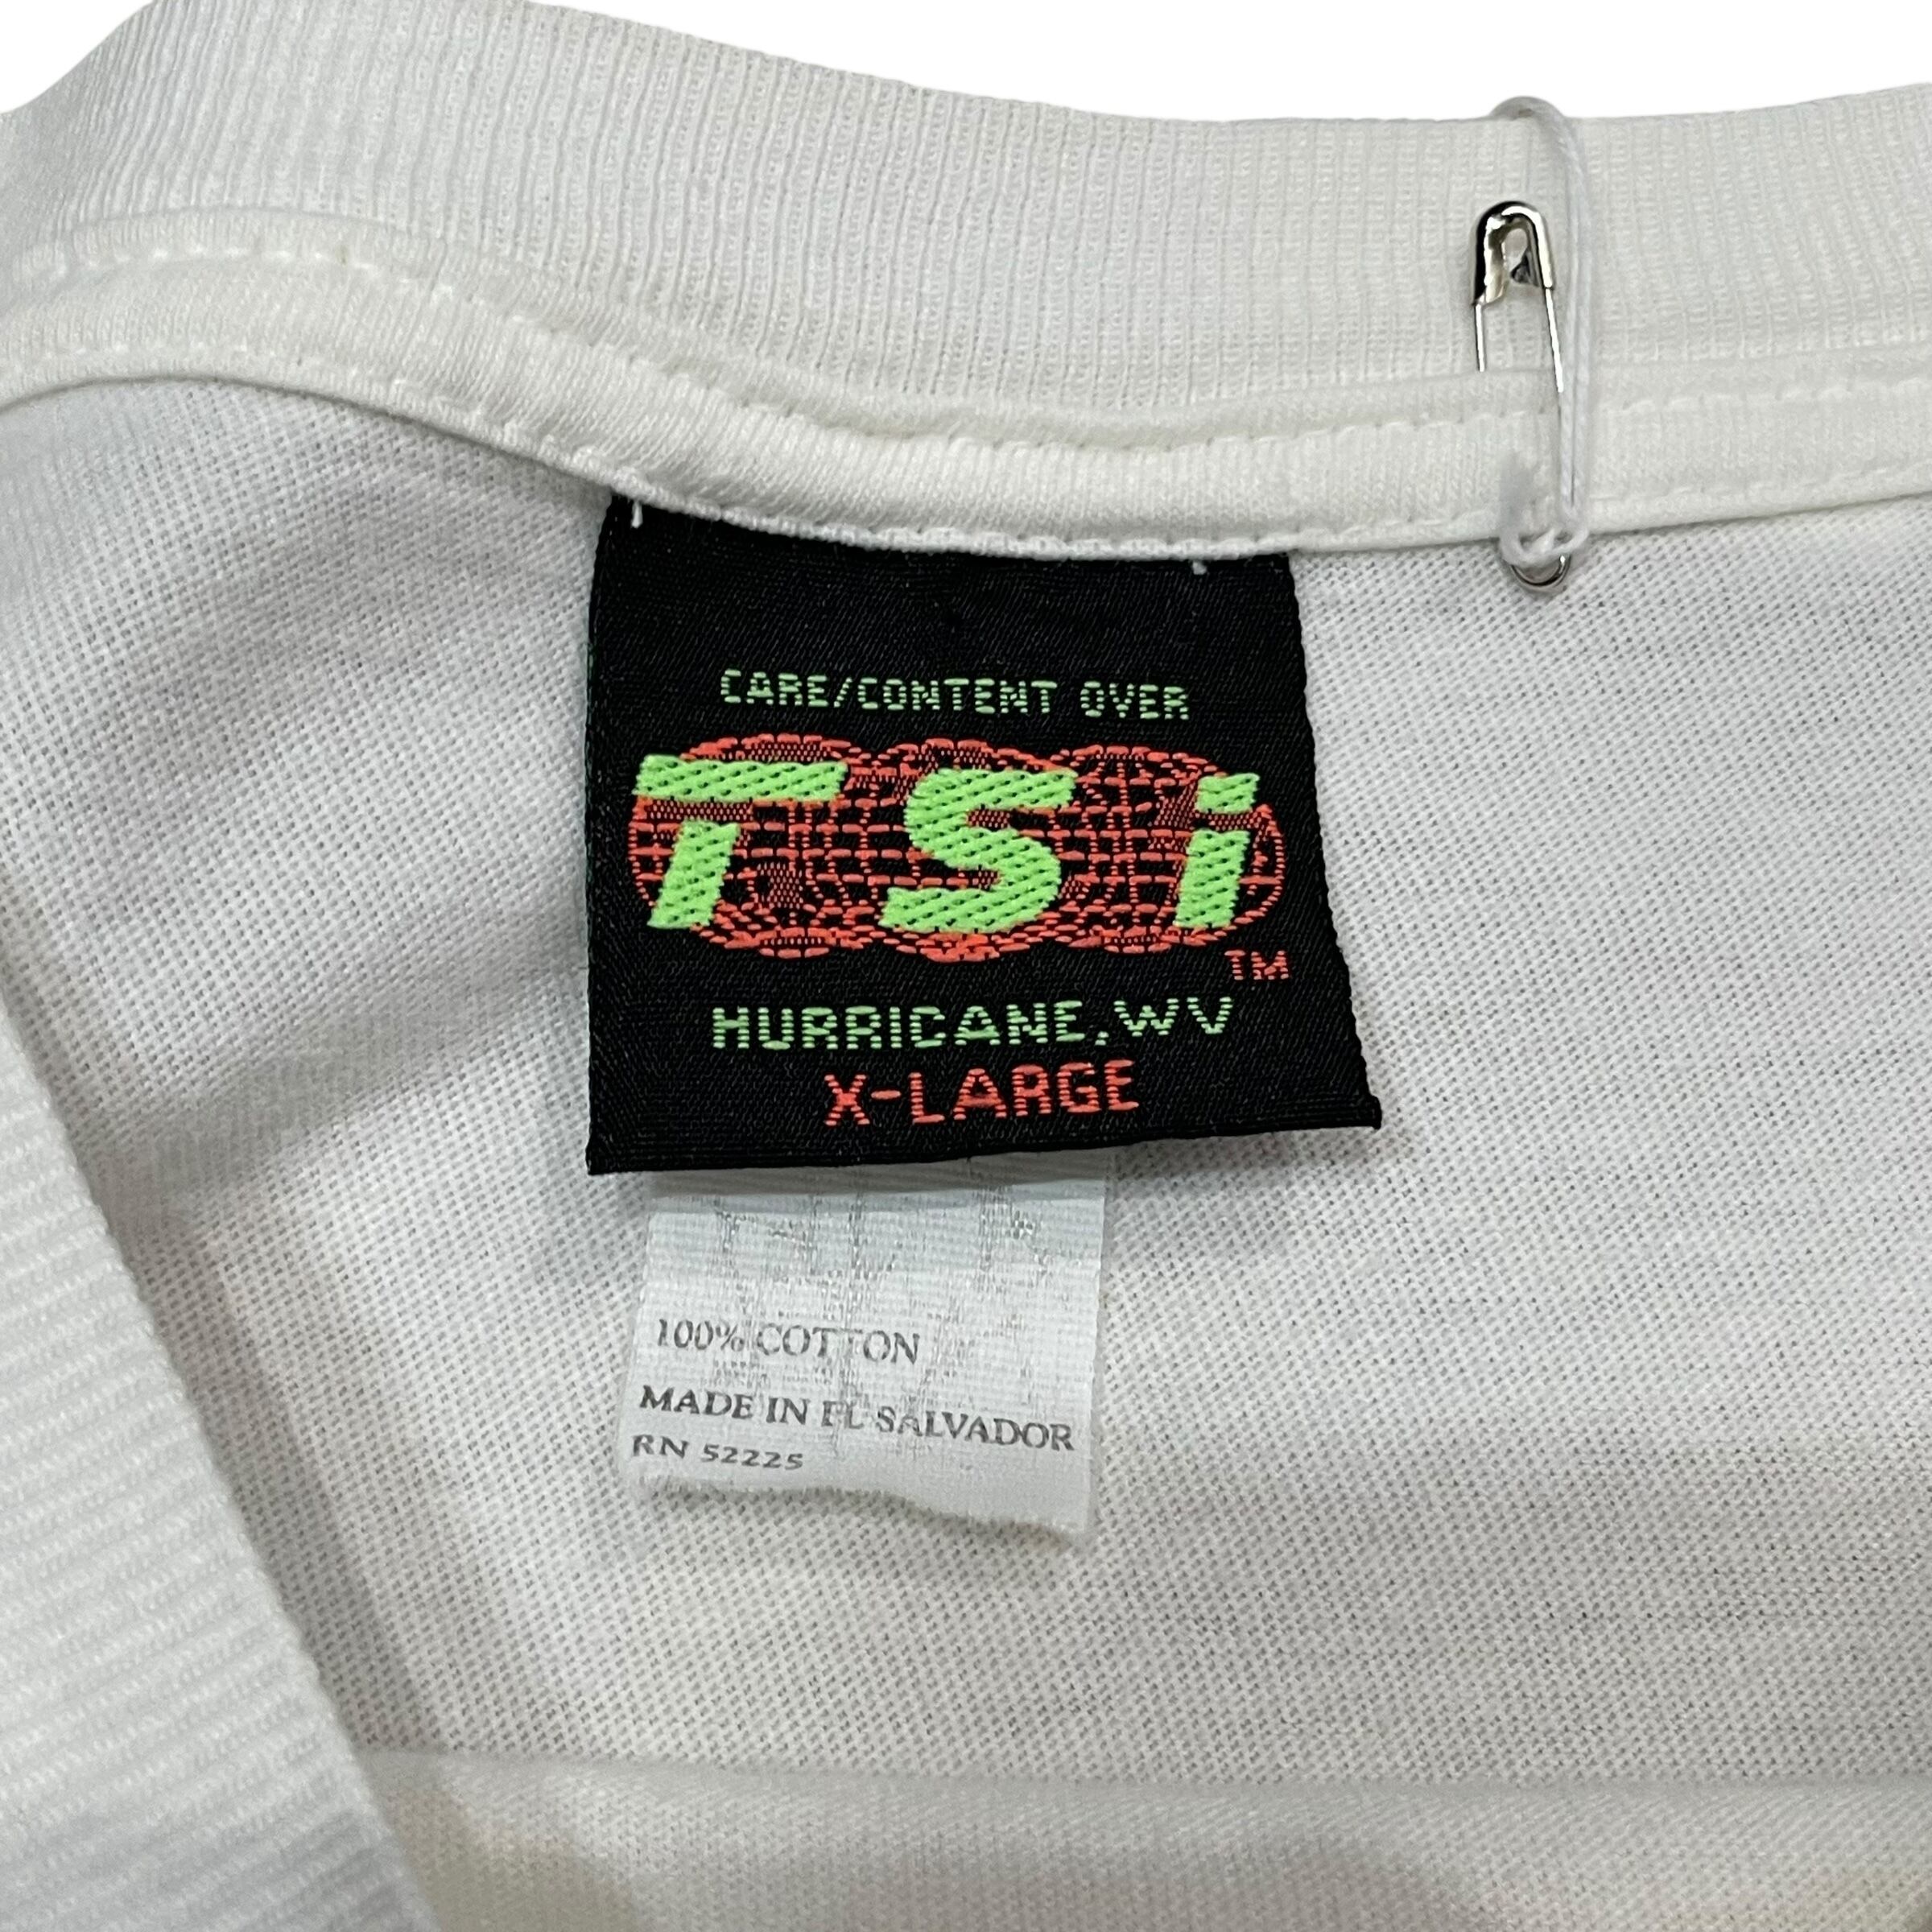 CARE/CONTENT OVER
TSi
TM
HURRICANE, WV
X-LARGE
100% COTTON
MADE IN EL SALVADOR
RN 52225